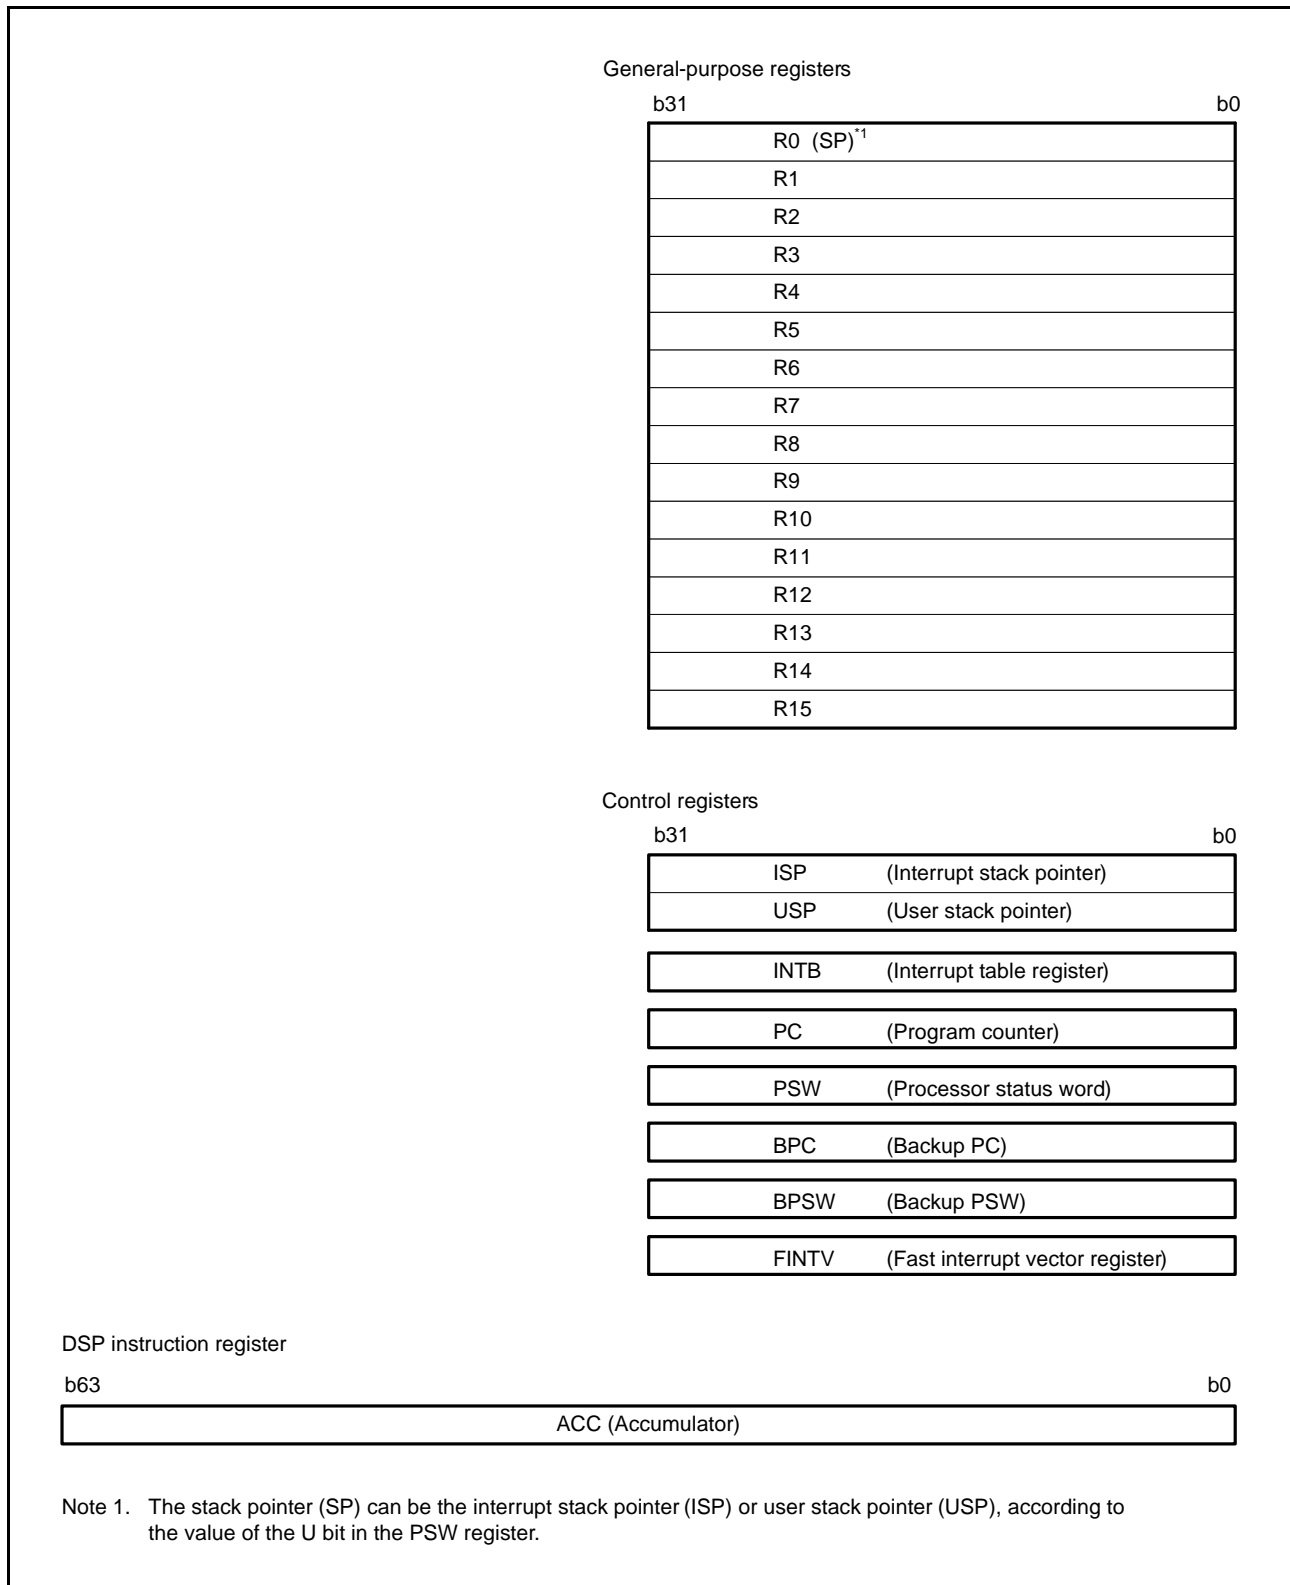 General-purpose registers
b31 b0
R0 (SP)*1
R1
R2
R3
R4
R5
R6
R7
R8
R9
R10
R11
R12
R13
R14
R15
Control registers
b31 b0
ISP (Interrupt stack pointer)
USP (User stack pointer)
INTB (Interrupt table register)
PC (Program counter)
PSW (Processor status word)
BPC (Backup PC)
BPSW (Backup PSW)
FINTV (Fast interrupt vector register)
DSP instruction register
b63 b0
ACC (Accumulator)
Note 1. The stack pointer (SP) can be the interrupt stack pointer (ISP) or user stack pointer (USP), according to
the value of the U bit in the PSW register.